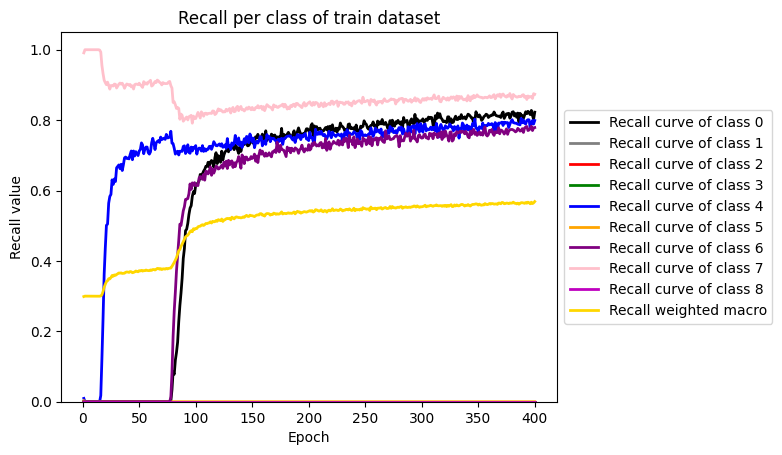 Recall per class of train dataset
Recall value
1.0
0.8
0.6
0.4
0.2
0.0
0
50
100
150
200
250
300
350
400
Epoch
Recall curve of class 0
Recall curve of class 1
Recall curve of class 2
Recall curve of class 3
Recall curve of class 4
Recall curve of class 5
Recall curve of class 6
Recall curve of class 7
Recall curve of class 8
Recall weighted macro